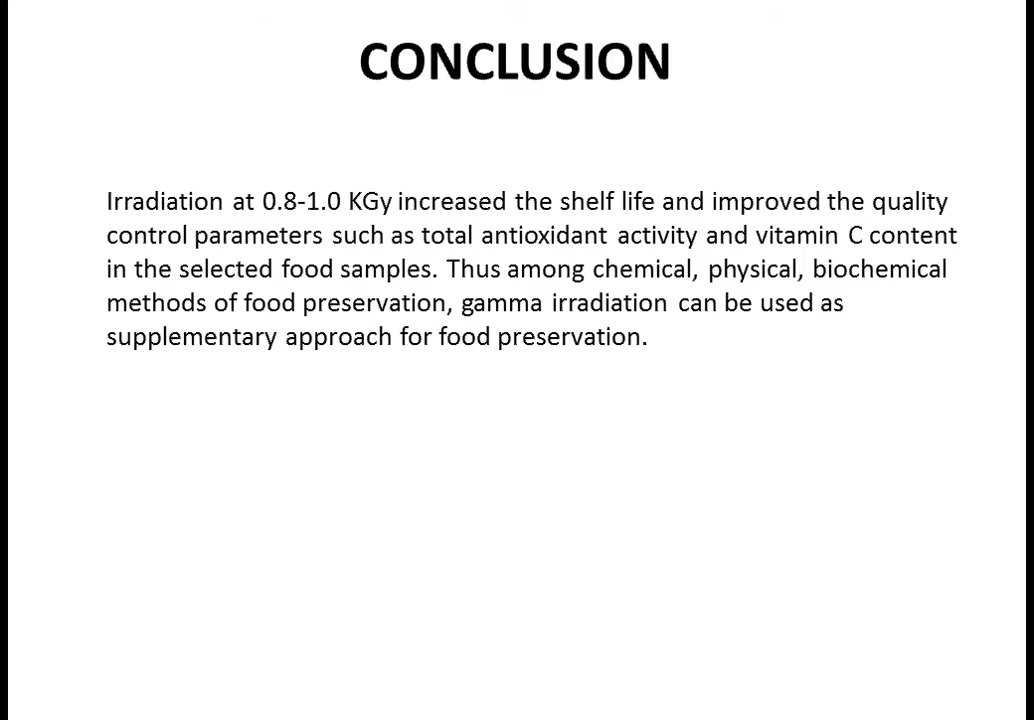 CONCLUSION
Irradiation at 0.8-1.0 KGy increased the shelf life and improved the quality
control parameters such as total antioxidant activity and vitamin C content
in the selected food samples. Thus among chemical, physical, biochemical
methods of food preservation, gamma irradiation can be used as
supplementary approach for food preservation.